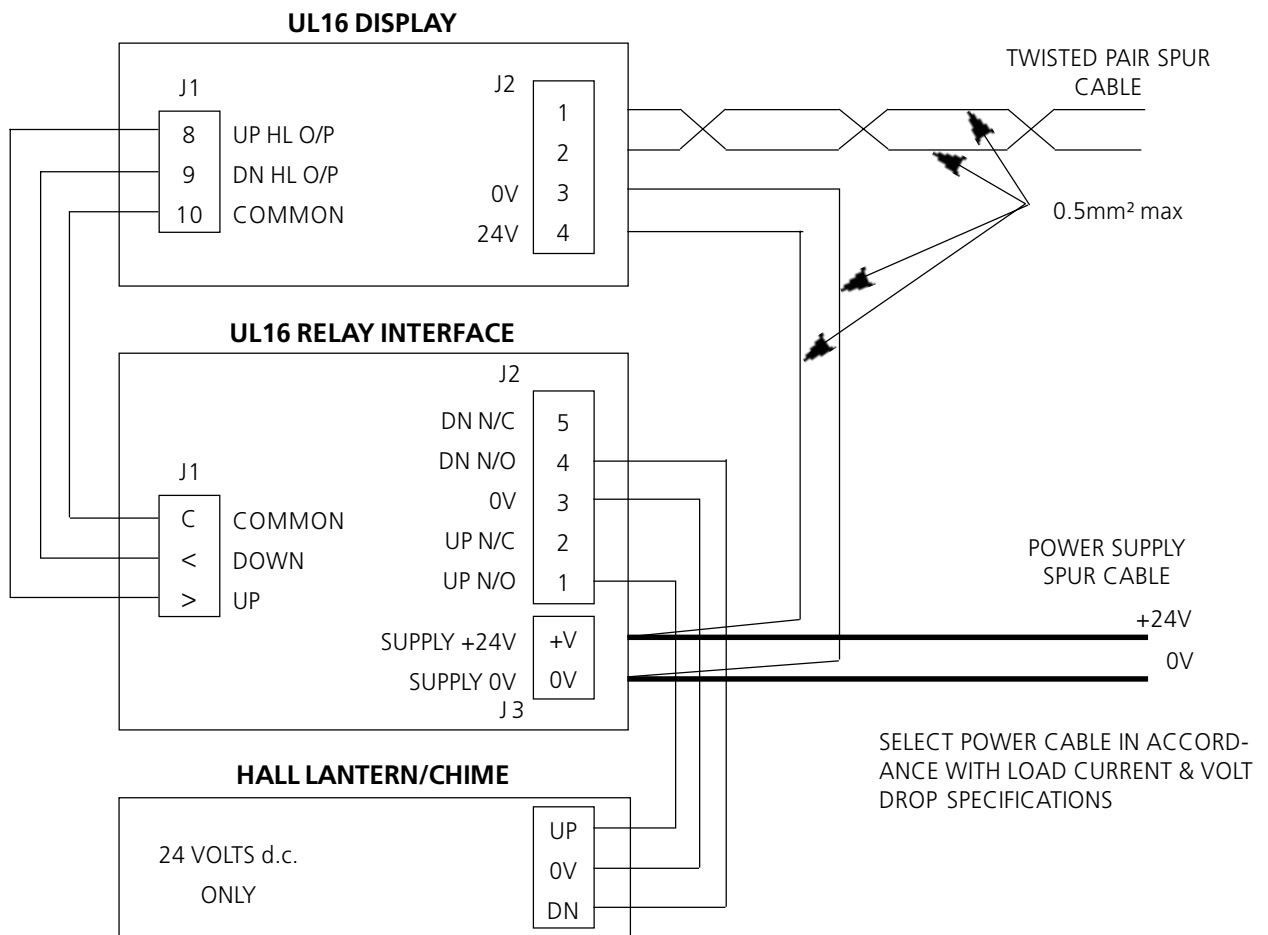 UL16 DISPLAY
TWISTED PAIR SPUR
CABLE
J1
8 UP HL O/P
9 DN HL O/P
10 COMMON
J2
1
2
0V 3
24V 4
0.5mm² max
UL16 RELAY INTERFACE
J1
C COMMON
< DOWN
> UP
J2
DN N/C 5
DN N/O 4
0V 3
UP N/C 2
UP N/O 1
SUPPLY +24V +V
SUPPLY 0V 0V
J3
POWER SUPPLY
SPUR CABLE
+24V
0V
SELECT POWER CABLE IN ACCORD-
ANCE WITH LOAD CURRENT & VOLT
DROP SPECIFICATIONS
HALL LANTERN/CHIME
24 VOLTS d.c.
ONLY
UP
0V
DN